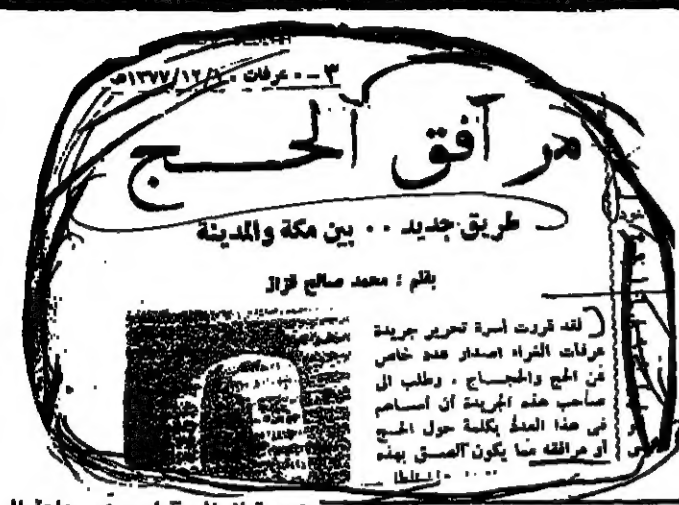 ٣ - عرفات ١٣٧٧/١٢/هـ
مرافق الحج
طريق جديد .. بين مكة والمدينة
بقلم : محمد صالح قزاز
لقد قررت أسرة تحرير جريدة
عرفات الغراء اصدار عدد خاص
عن الحج والحجاج ، وطلب الى
صاحب هذه الجريدة أن أساهم
في هذا العدد بكلمة حول الحج
أو مرافقه مما يكون ألصق بهذه